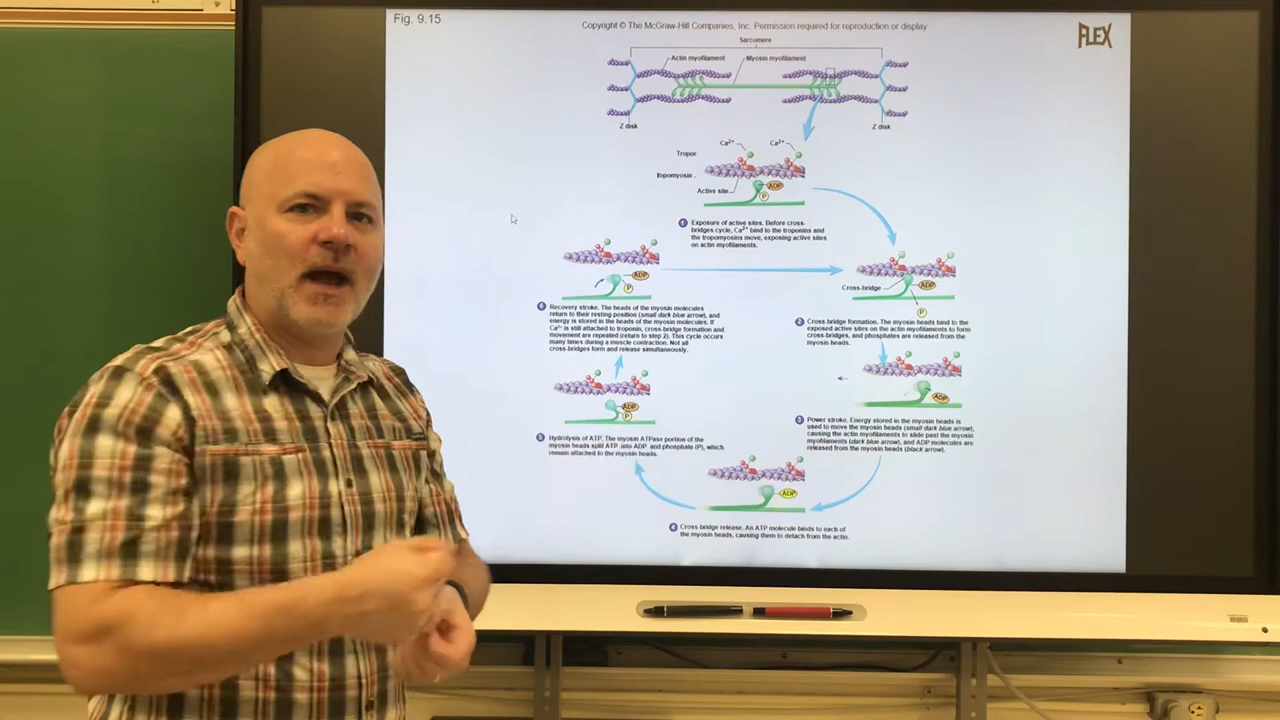 Fig. 9.15
Copyright © The McGraw-Hill Companies, Inc. Permission required for reproduction or display
FLEX
Sarcomere
Actin myofilament
Myosin myofilament
Z disk
Z disk
Ca²⁺
Ca²⁺
Tropor
Topomyosin
Active site
ADP
P
1 Exposure of active sites. Before cross-
bridges cycle, Ca²⁺ bind to the troponins and
the tropomyosins move, exposing active sites
on actin myofilaments.
Cross-bridge
ADP
P
2 Cross-bridge formation. The myosin heads bind to the
exposed active sites on the actin myofilaments to form
cross-bridges, and phosphates are released from the
myosin heads.
ADP
3 Power stroke. Energy stored in the myosin heads is
used to move the myosin heads (small dark blue arrow),
causing the actin myofilaments to slide past the myosin
myofilaments (dark blue arrow), and ADP molecules are
released from the myosin heads (black arrow).
ADP
4 Cross-bridge release. An ATP molecule binds to each of
the myosin heads, causing them to detach from the actin.
ADP
P
5 Hydrolysis of ATP. The myosin ATPase portion of the
myosin heads split ATP into ADP and phosphate (P), which
remain attached to the myosin heads.
ADP
P
6 Recovery stroke. The heads of the myosin molecules
return to their resting position (small dark blue arrow), and
energy is stored in the heads of the myosin molecules. If
Ca²⁺ is still attached to troponin, cross-bridge formation and
movement are repeated (return to step 2). This cycle occurs
many times during a muscle contraction. Not all
cross-bridges form and release simultaneously.